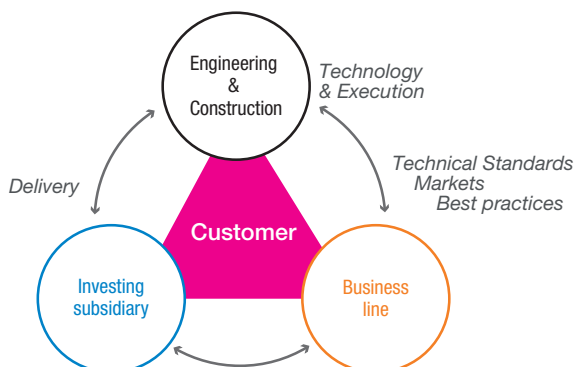 Engineering
&
Construction
Technology
& Execution
Delivery
Technical Standards
Markets
Best practices
Customer
Investing
subsidiary
Business
line